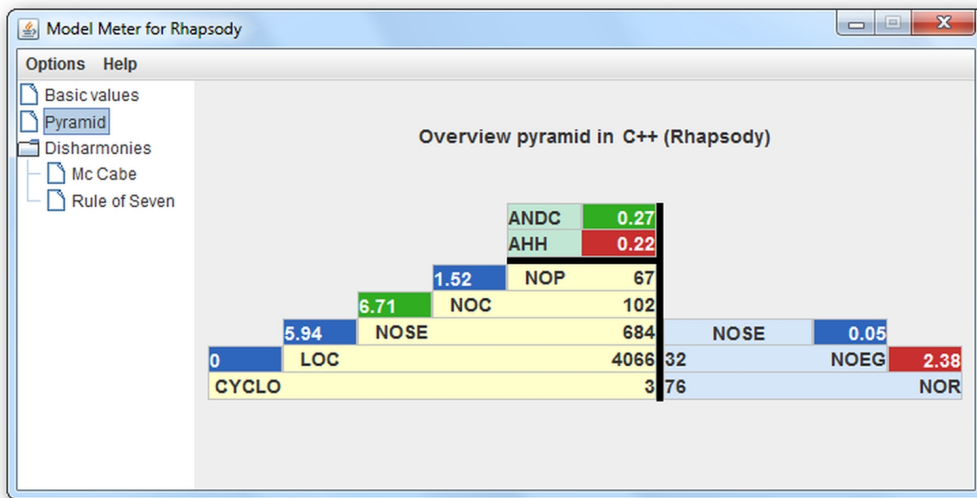 Model Meter for Rhapsody
Options Help
Basic values
Pyramid
Disharmonies
Mc Cabe
Rule of Seven
Overview pyramid in C++ (Rhapsody)
ANDC 0.27
AHH 0.22
1.52 NOP 67
6.71 NOC 102
5.94 NOSE 684 NOSE 0.05
0 LOC 4066 32 NOEG 2.38
CYCLO 3 76 NOR